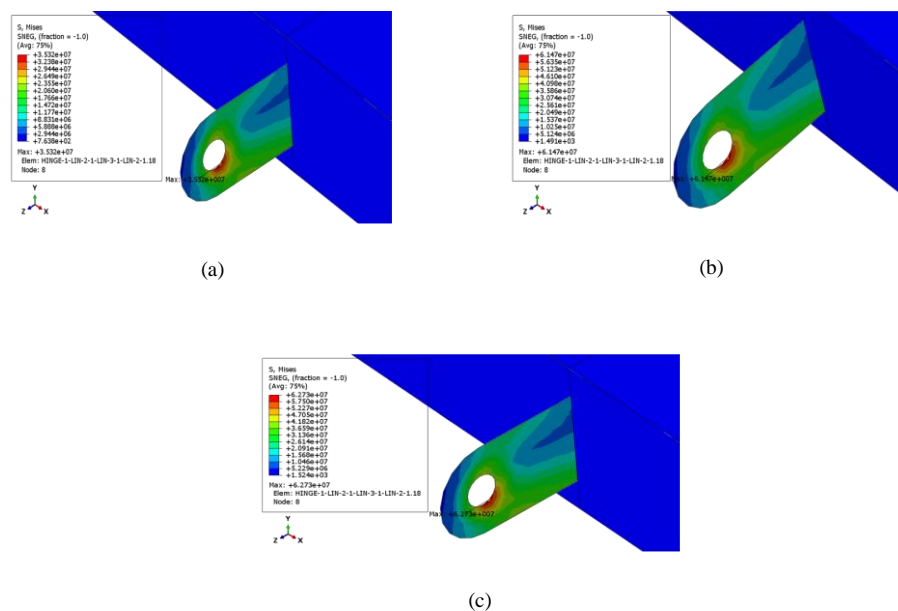 S, Mises
SNEG, (fraction = -1.0)
(Avg: 75%)
+3.532e+07
+3.238e+07
+2.944e+07
+2.649e+07
+2.355e+07
+2.060e+07
+1.766e+07
+1.472e+07
+1.177e+07
+8.831e+06
+5.888e+06
+2.944e+06
+7.638e+02
Max: +3.532e+07
Elem: HINGE-1-LIN-2-1-LIN-3-1-LIN-2-1.18
Node: 8
Max: +3.532e+007
Y
Z
X
(a)
S, Mises
SNEG, (fraction = -1.0)
(Avg: 75%)
+6.147e+07
+5.635e+07
+5.123e+07
+4.610e+07
+4.098e+07
+3.586e+07
+3.074e+07
+2.561e+07
+2.049e+07
+1.537e+07
+1.025e+07
+5.124e+06
+1.491e+03
Max: +6.147e+07
Elem: HINGE-1-LIN-2-1-LIN-3-1-LIN-2-1.18
Node: 8
Max: +6.147e+007
Y
Z
X
(b)
S, Mises
SNEG, (fraction = -1.0)
(Avg: 75%)
+6.273e+07
+5.750e+07
+5.227e+07
+4.705e+07
+4.182e+07
+3.659e+07
+3.136e+07
+2.614e+07
+2.091e+07
+1.568e+07
+1.046e+07
+5.229e+06
+1.524e+03
Max: +6.273e+07
Elem: HINGE-1-LIN-2-1-LIN-3-1-LIN-2-1.18
Node: 8
Max: +6.273e+007
Y
Z
X
(c)